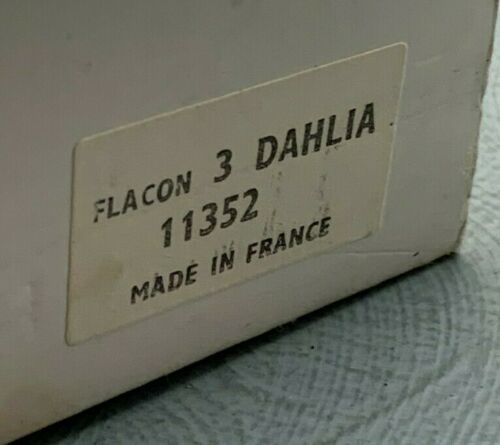 FLACON 3 DAHLIA
11352
MADE IN FRANCE